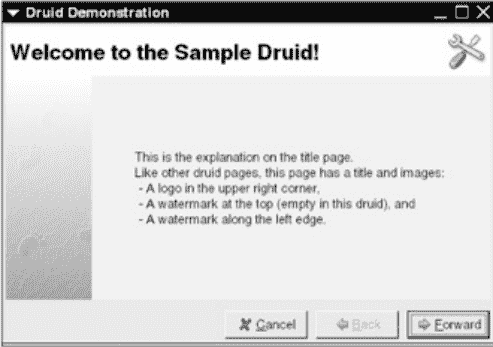 Druid Demonstration
Welcome to the Sample Druid!
This is the explanation on the title page.
Like other druid pages, this page has a title and images:
- A logo in the upper right corner,
- A watermark at the top (empty in this druid), and
- A watermark along the left edge.
Cancel
Back
Forward